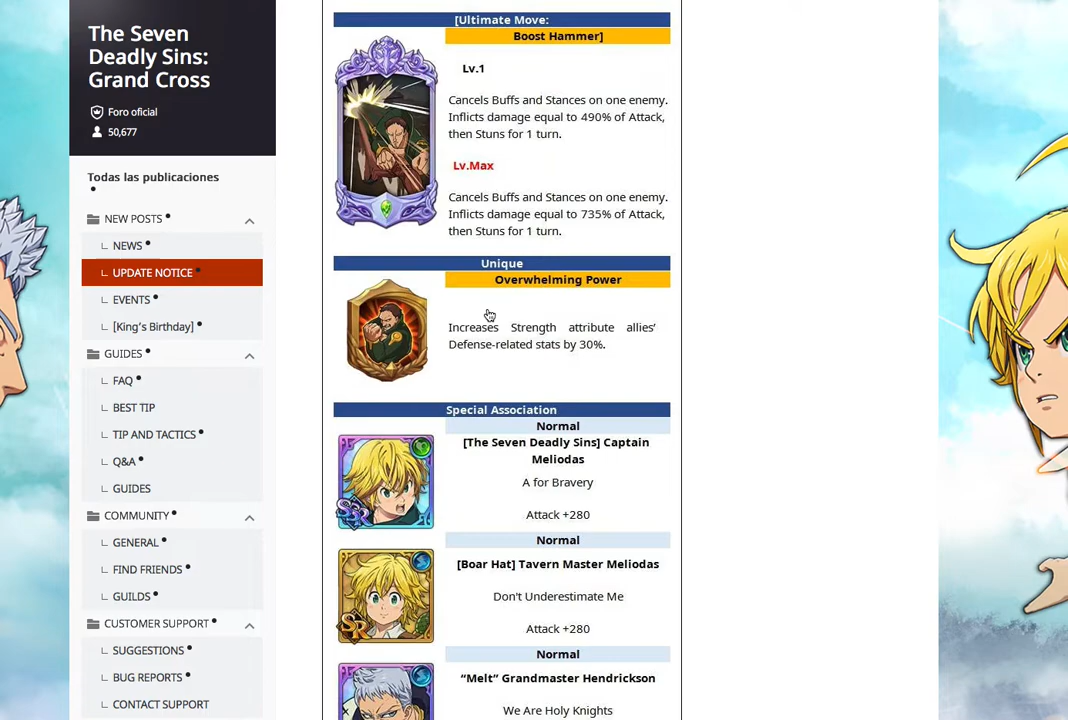 The Seven
Deadly Sins:
Grand Cross
Foro oficial
50,677
Todas las publicaciones
NEW POSTS
NEWS
UPDATE NOTICE
EVENTS
[King's Birthday]
GUIDES
FAQ
BEST TIP
TIP AND TACTICS
Q&A
GUIDES
COMMUNITY
GENERAL
FIND FRIENDS
GUILDS
CUSTOMER SUPPORT
SUGGESTIONS
BUG REPORTS
CONTACT SUPPORT
[Ultimate Move:
Boost Hammer]
Lv.1
Cancels Buffs and Stances on one enemy.
Inflicts damage equal to 490% of Attack,
then Stuns for 1 turn.
Lv.Max
Cancels Buffs and Stances on one enemy.
Inflicts damage equal to 735% of Attack,
then Stuns for 1 turn.
Unique
Overwhelming Power
Increases Strength attribute allies'
Defense-related stats by 30%.
Special Association
Normal
[The Seven Deadly Sins] Captain
Meliodas
A for Bravery
Attack +280
SSR
Normal
[Boar Hat] Tavern Master Meliodas
Don't Underestimate Me
Attack +280
SR
Normal
"Melt" Grandmaster Hendrickson
We Are Holy Knights